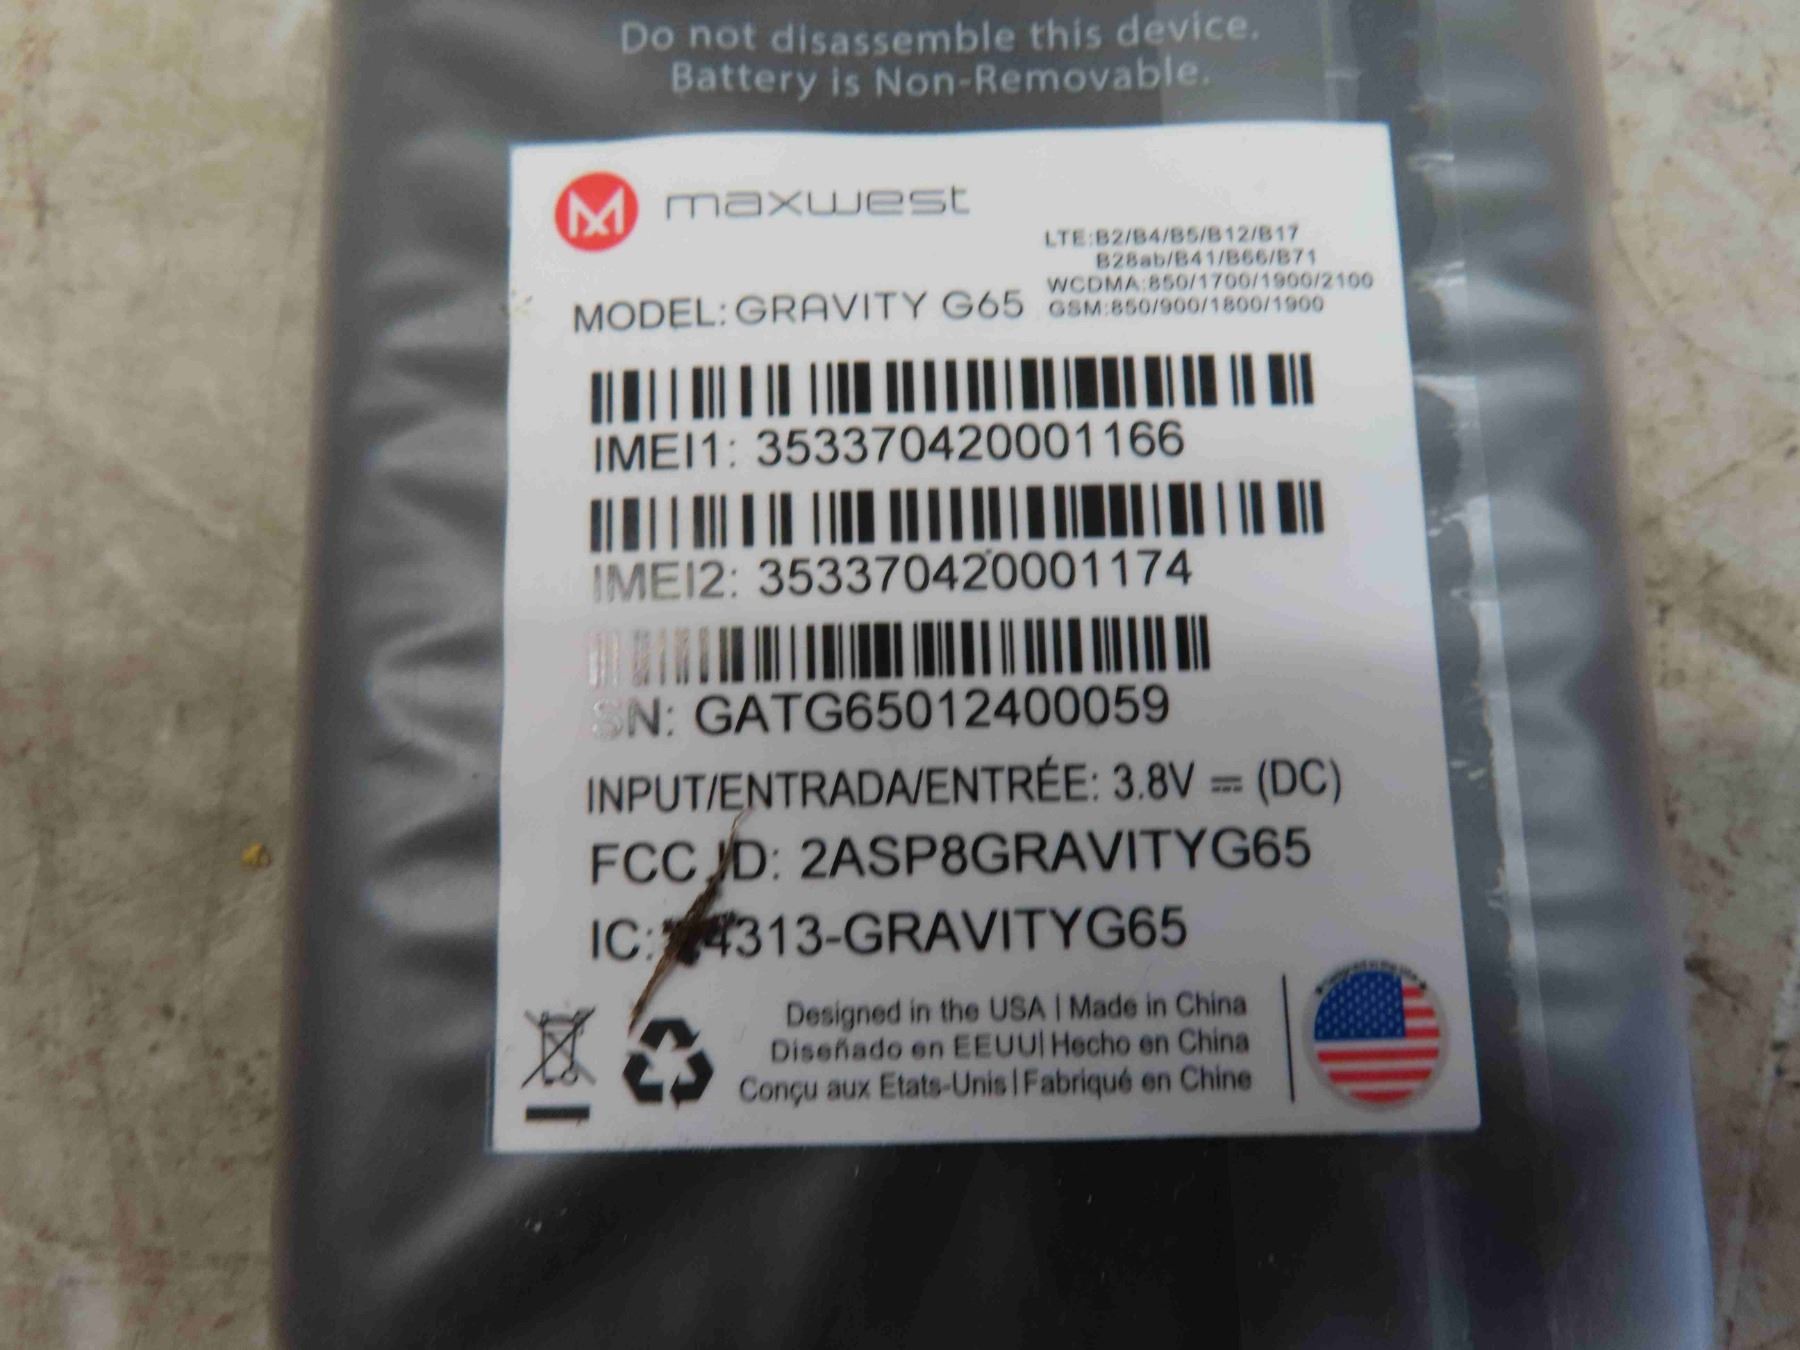 Do not disassemble this device.
Battery is Non-Removable.
maxwest
LTE:B2/B4/B5/B12/B17
B28ab/B41/B66/B71
WCDMA:850/1700/1900/2100
GSM:850/900/1800/1900
MODEL: GRAVITY G65
IMEI1: 353370420001166
IMEI2: 353370420001174
SN: GATG65012400059
INPUT/ENTRADA/ENTRÉE: 3.8V ⎓ (DC)
FCC ID: 2ASP8GRAVITYG65
IC: 4313-GRAVITYG65
Designed in the USA | Made in China
Diseñado en EEUU| Hecho en China
Conçu aux Etats-Unis | Fabriqué en Chine